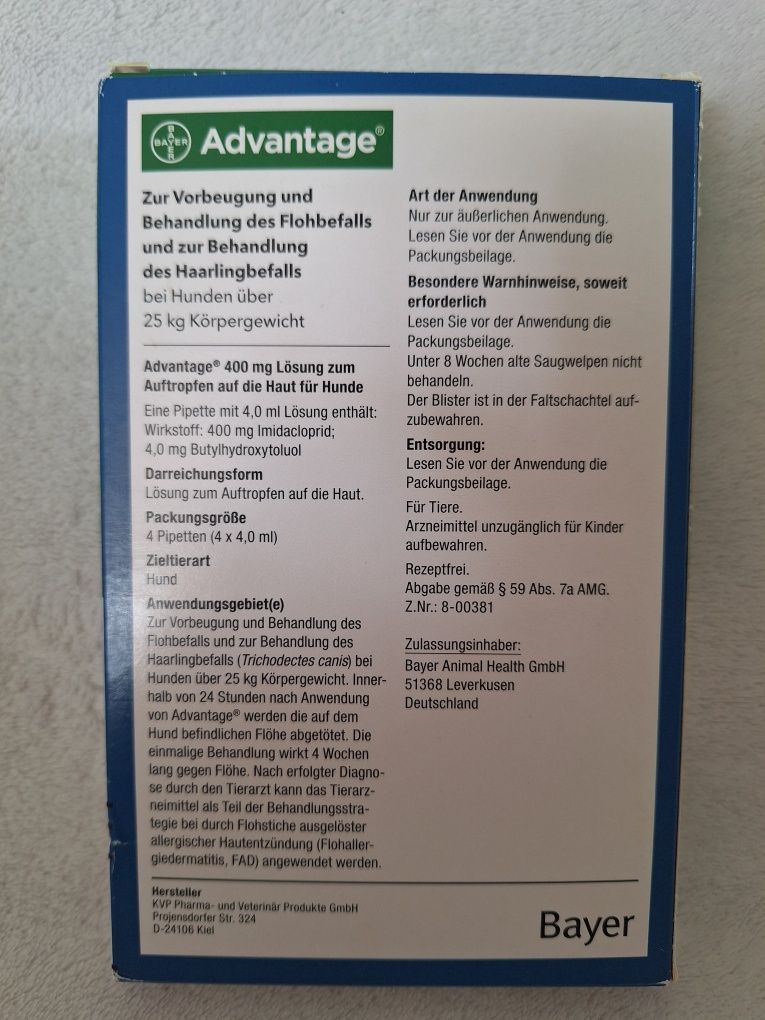 BAYER
BAYER
Advantage®
Zur Vorbeugung und
Behandlung des Flohbefalls
und zur Behandlung
des Haarlingbefalls
bei Hunden über
25 kg Körpergewicht
Advantage® 400 mg Lösung zum
Auftropfen auf die Haut für Hunde
Eine Pipette mit 4,0 ml Lösung enthält:
Wirkstoff: 400 mg Imidacloprid;
4,0 mg Butylhydroxytoluol
Darreichungsform
Lösung zum Auftropfen auf die Haut.
Packungsgröße
4 Pipetten (4 x 4,0 ml)
Zieltierart
Hund
Anwendungsgebiet(e)
Zur Vorbeugung und Behandlung des
Flohbefalls und zur Behandlung des
Haarlingbefalls (Trichodectes canis) bei
Hunden über 25 kg Körpergewicht. Inner-
halb von 24 Stunden nach Anwendung
von Advantage® werden die auf dem
Hund befindlichen Flöhe abgetötet. Die
einmalige Behandlung wirkt 4 Wochen
lang gegen Flöhe. Nach erfolgter Diagno-
se durch den Tierarzt kann das Tierarz-
neimittel als Teil der Behandlungsstra-
tegie bei durch Flohstiche ausgelöster
allergischer Hautentzündung (Flohaller-
giedermatitis, FAD) angewendet werden.
Art der Anwendung
Nur zur äußerlichen Anwendung.
Lesen Sie vor der Anwendung die
Packungsbeilage.
Besondere Warnhinweise, soweit
erforderlich
Lesen Sie vor der Anwendung die
Packungsbeilage.
Unter 8 Wochen alte Saugwelpen nicht
behandeln.
Der Blister ist in der Faltschachtel auf-
zubewahren.
Entsorgung:
Lesen Sie vor der Anwendung die
Packungsbeilage.
Für Tiere.
Arzneimittel unzugänglich für Kinder
aufbewahren.
Rezeptfrei.
Abgabe gemäß § 59 Abs. 7a AMG.
Z.Nr.: 8-00381
Zulassungsinhaber:
Bayer Animal Health GmbH
51368 Leverkusen
Deutschland
Hersteller
KVP Pharma- und Veterinär Produkte GmbH
Projensdorfer Str. 324
D-24106 Kiel
Bayer